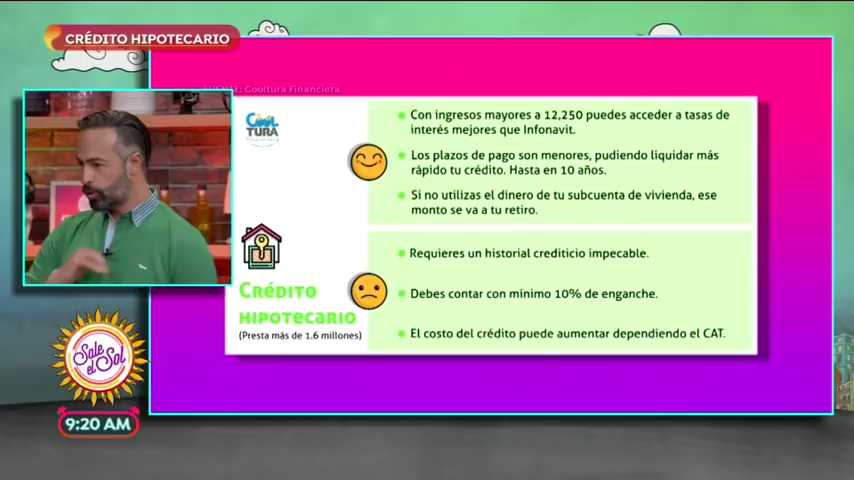 CRÉDITO HIPOTECARIO
FUENTE: Cooltura Financiera
COOL
TURA
Con ingresos mayores a 12,250 puedes acceder a tasas de
interés mejores que Infonavit.
Los plazos de pago son menores, pudiendo liquidar más
rápido tu crédito. Hasta en 10 años.
Si no utilizas el dinero de tu subcuenta de vivienda, ese
monto se va a tu retiro.
CRÉDITO
HIPOTECARIO
(Presta más de 1.6 millones)
Requieres un historial crediticio impecable.
Debes contar con mínimo 10% de enganche.
El costo del crédito puede aumentar dependiendo el CAT.
Sale
el Sol
9:20 AM